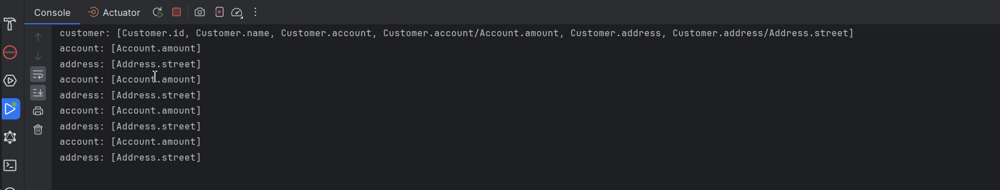 Console Actuator
customer: [Customer.id, Customer.name, Customer.account, Customer.account/Account.amount, Customer.address, Customer.address/Address.street]
account: [Account.amount]
address: [Address.street]
account: [Account.amount]
address: [Address.street]
account: [Account.amount]
address: [Address.street]
account: [Account.amount]
address: [Address.street]